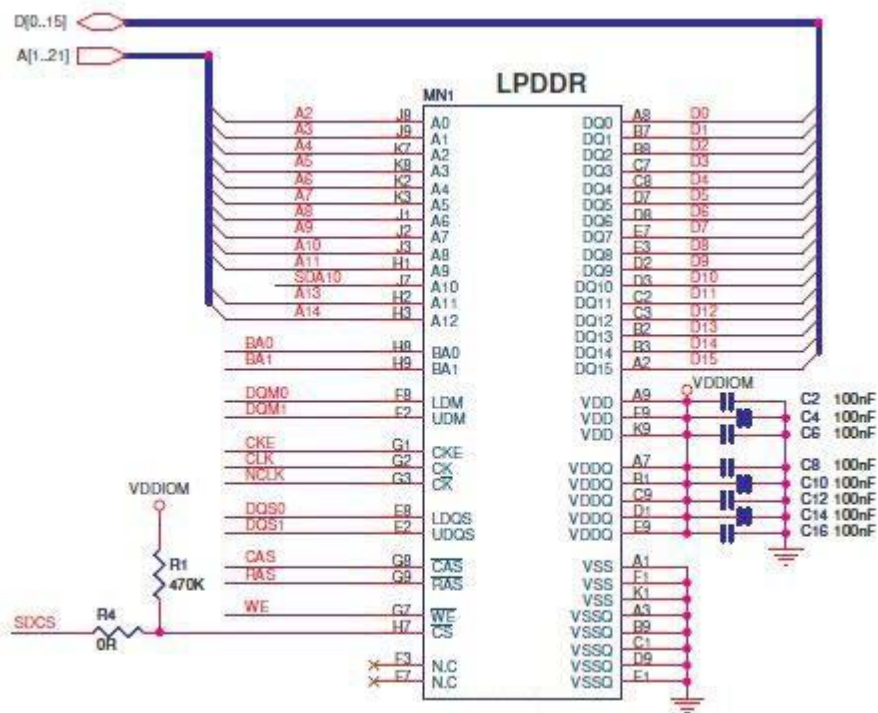 D[0..15]
A[1..21]
LPDDR
MN1
A2 J8 A0 DQ0 A8 D0
A3 J9 A1 DQ1 B7 D1
A4 K7 A2 DQ2 B8 D2
A5 K8 A3 DQ3 C7 D3
A6 K2 A4 DQ4 C8 D4
A7 K3 A5 DQ5 D7 D5
A8 J1 A6 DQ6 D8 D6
A9 J2 A7 DQ7 E7 D7
A10 J3 A8 DQ8 E3 D8
A11 H1 A9 DQ9 D2 D9
SDA10 J7 A10 DQ10 D3 D10
A13 H2 A11 DQ11 C2 D11
A14 H3 A12 DQ12 C3 D12
DQ13 B2 D13
BA0 H8 BA0 DQ14 B3 D14
BA1 H9 BA1 DQ15 A2 D15
VDDIOM
DQM0 F8 LDM VDD A9 C2 100nF
DQM1 F2 UDM VDD F9 C4 100nF
VDD K9 C6 100nF
CKE G1 CKE
CLK G2 CK VDDQ A7 C8 100nF
NCLK G3 CK VDDQ B1 C10 100nF
VDDIOM
VDDQ C9 C12 100nF
DQS0 E8 LDQS VDDQ D1 C14 100nF
DQS1 E2 UDQS VDDQ E9 C16 100nF
CAS G8 CAS VSS A1
RAS G9 RAS VSS F1
R1
470K
VSS K1
WE G7 WE VSSQ A3
R4
SDCS H7 CS VSSQ B9
0R
VSSQ C1
F3 N.C VSSQ D9
F7 N.C VSSQ E1